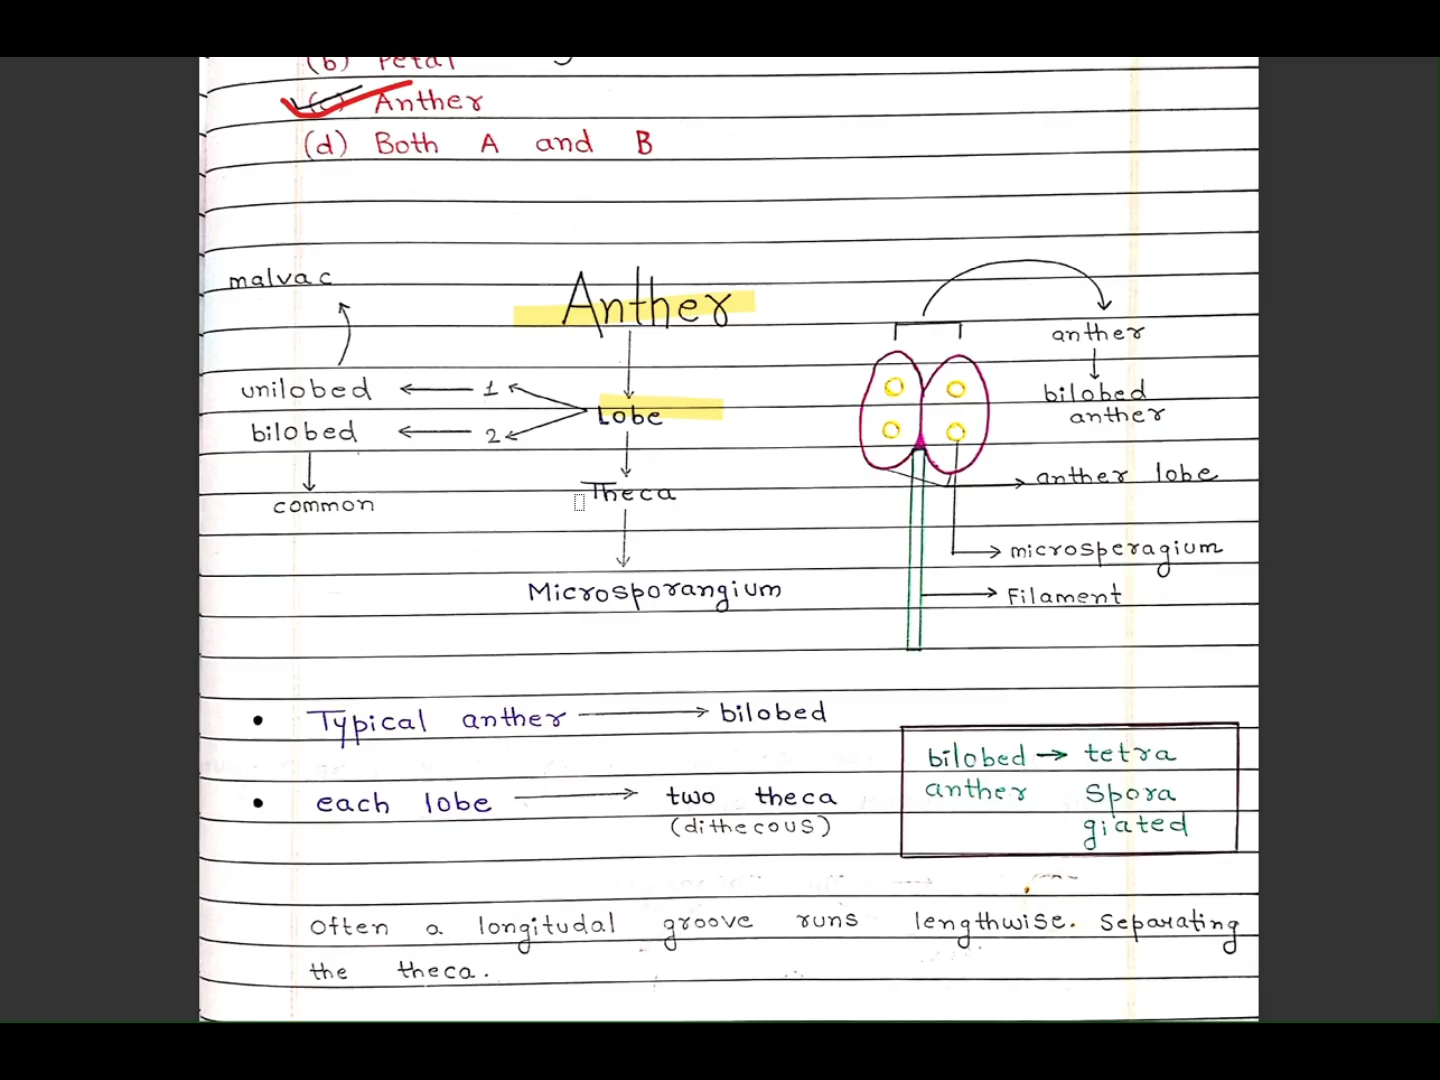 (b) Petal
(c) Anther
(d) Both A and B
malvac
Anther
anther
unilobed ← 1
Lobe
bilobed
anther
bilobed ← 2
anther lobe
Theca
common
microsperagium
Microsporangium
Filament
• Typical anther → bilobed
bilobed → tetra
anther spora
giated
• each lobe → two theca
(dithecous)
Often a longitudal groove runs lengthwise. Separating
the theca.